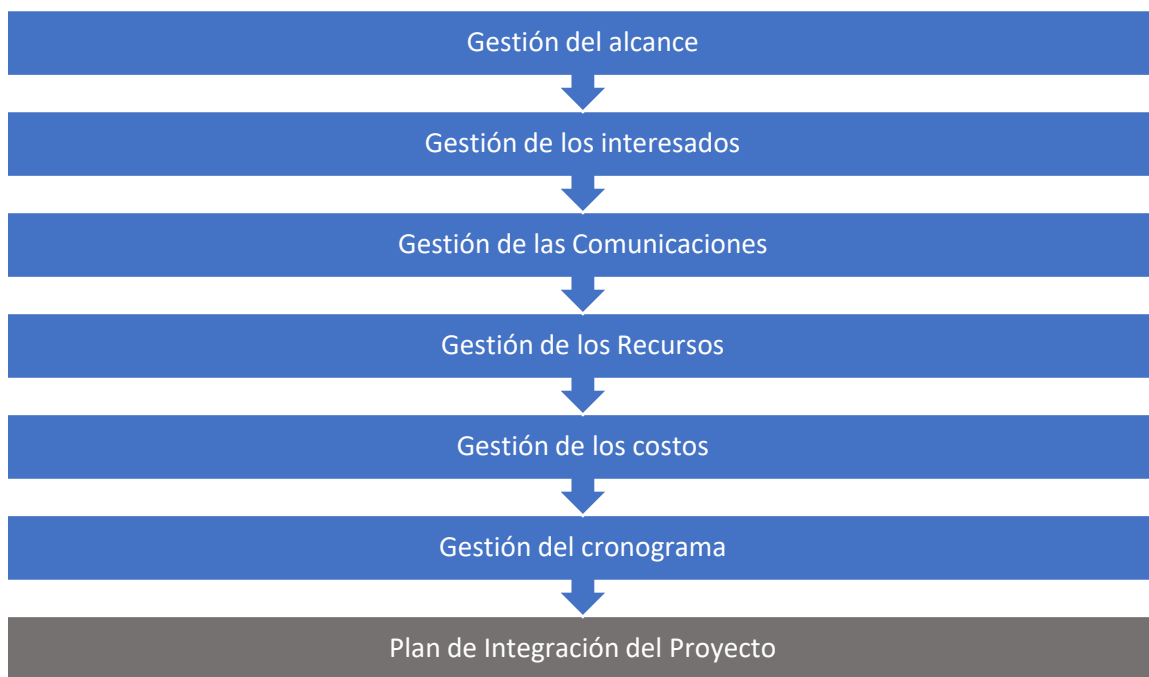 Gestión del alcance
Gestión de los interesados
Gestión de las Comunicaciones
Gestión de los Recursos
Gestión de los costos
Gestión del cronograma
Plan de Integración del Proyecto